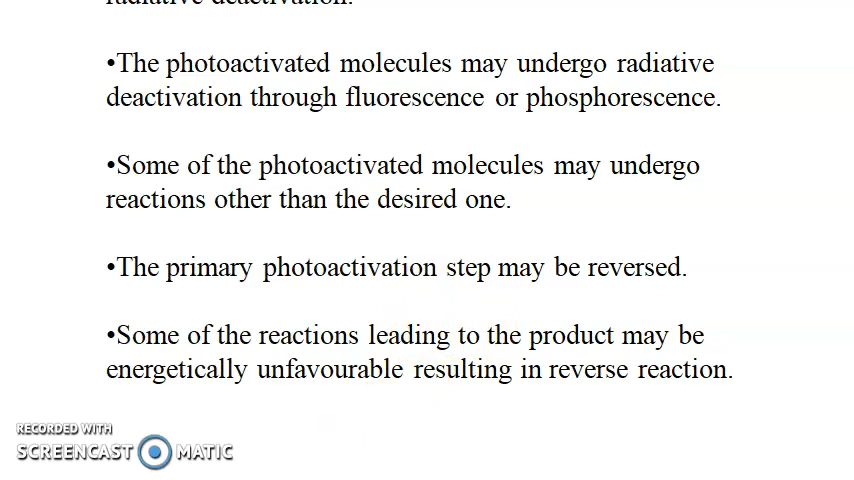 radiative deactivation.
•The photoactivated molecules may undergo radiative
deactivation through fluorescence or phosphorescence.
•Some of the photoactivated molecules may undergo
reactions other than the desired one.
•The primary photoactivation step may be reversed.
•Some of the reactions leading to the product may be
energetically unfavourable resulting in reverse reaction.
RECORDED WITH
SCREENCAST MATIC